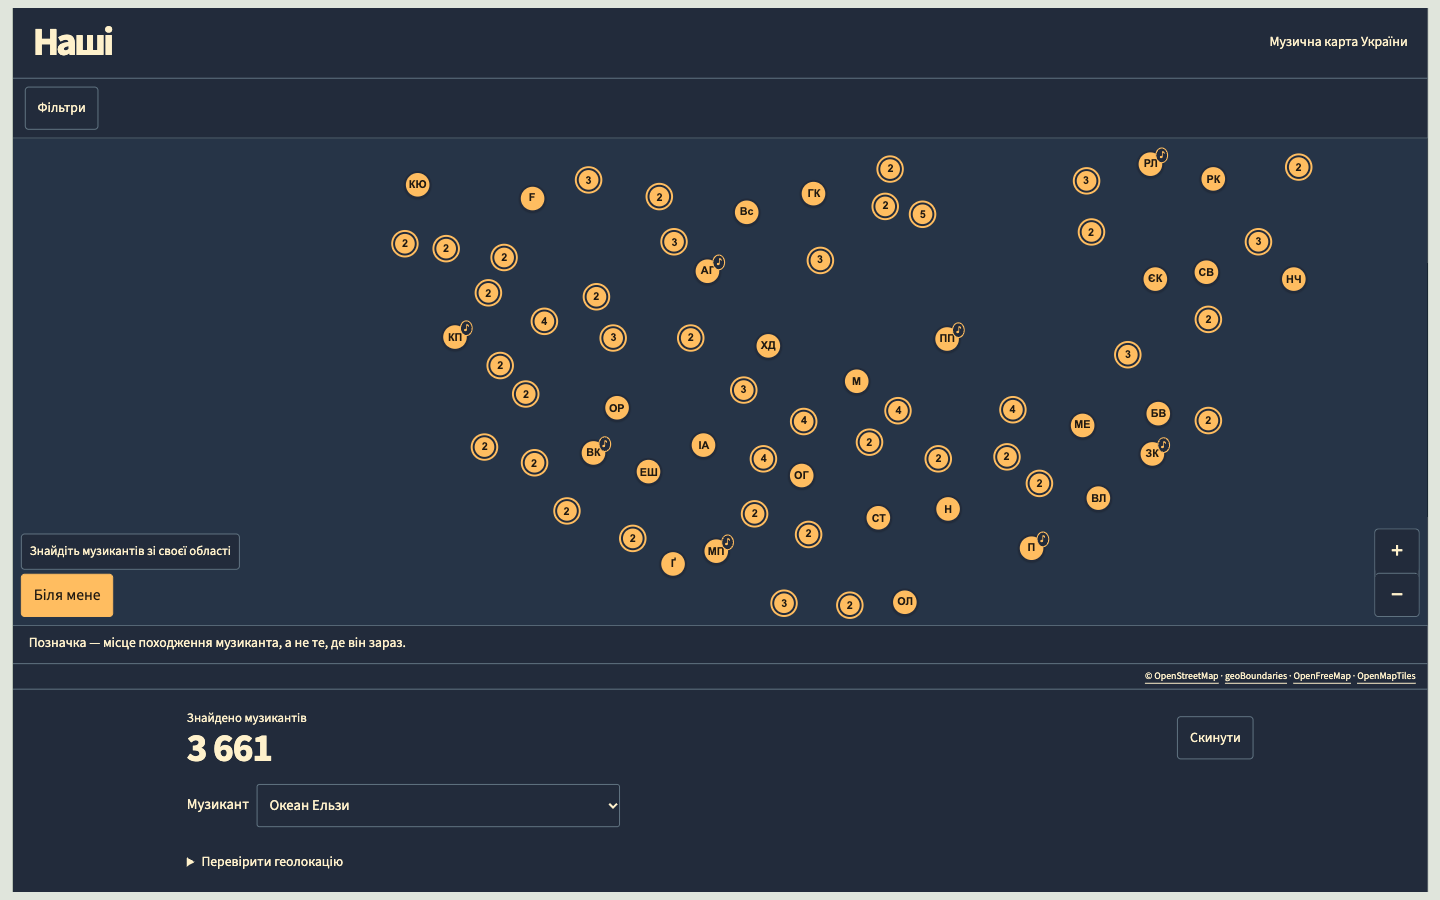 Наші
Музична карта України
Фільтри
РЛ
2
2
КЮ
3
3
РК
F
2
ГК
Вс
2
5
2
2
2
3
3
2
3
АГ
3
ЄК
СВ
НЧ
2
2
4
2
КП
3
2
ХД
ПП
3
2
2
3
М
ОР
4
4
4
МЕ
БВ
2
2
ВК
ІА
2
ЗК
2
ЕШ
4
ОГ
2
2
2
ВЛ
2
2
СТ
Н
2
2
Ґ
МП
П
3
2
ОЛ
Знайдіть музикантів зі своєї області
Біля мене
+
−
Позначка — місце походження музиканта, а не те, де він зараз.
© OpenStreetMap · geoBoundaries · OpenFreeMap · OpenMapTiles
Знайдено музикантів
3 661
Скинути
Музикант
Океан Ельзи
Перевірити геолокацію